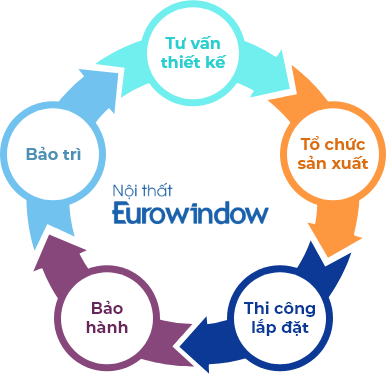 Tư vấn
thiết kế
Tổ chức
sản xuất
Thi công
lắp đặt
Bảo
hành
Bảo trì
Nội thất
Eurowindow